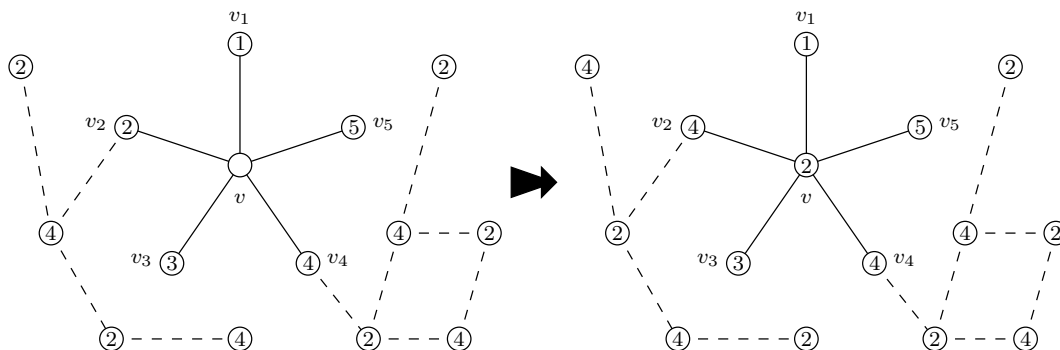 v₁ v₁
1 1
2 2 4 2
v₂ 2 5 v₅ v₂ 4 5 v₅
2
v v
4 4 2 2 4 2
v₃ 3 4 v₄ v₃ 3 4 v₄
2 4 2 4 4 2 2 4